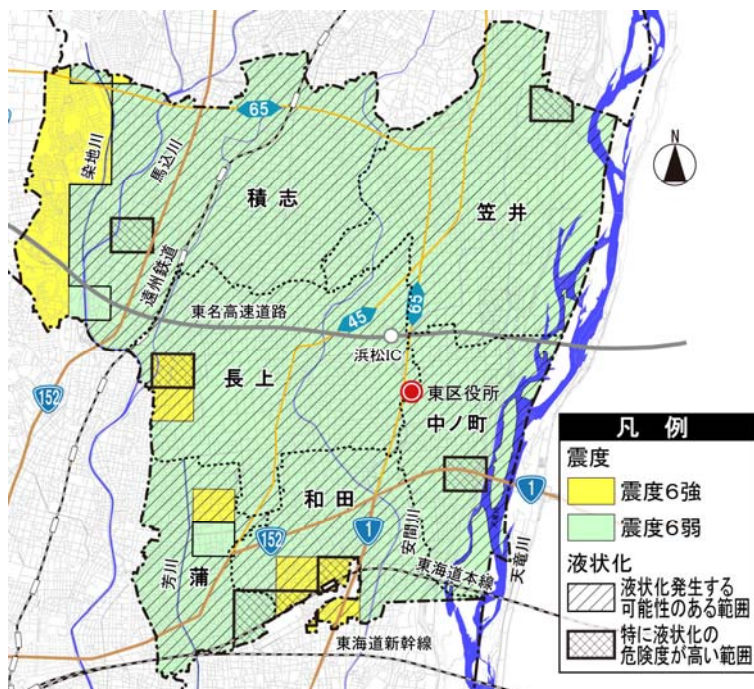 65
N
染地川
馬込川
積志
笠井
遠州鉄道
東名高速道路
45
65
浜松IC
152
長上
東区役所
中ノ町
和田
1
1
152
芳川
蒲
安間川
東海道本線
天竜川
東海道新幹線
凡例
震度
震度6強
震度6弱
液状化
液状化発生する
可能性のある範囲
特に液状化の
危険度が高い範囲